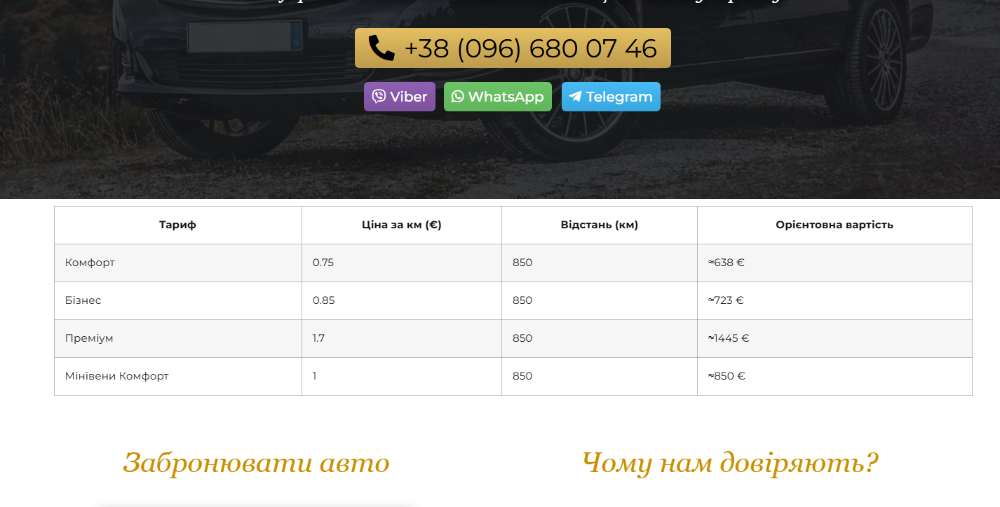 +38 (096) 680 07 46
Viber WhatsApp Telegram
Тариф Ціна за км (€) Відстань (км) Орієнтовна вартість
Комфорт 0.75 850 ≈638 €
Бізнес 0.85 850 ≈723 €
Преміум 1.7 850 ≈1445 €
Мінівени Комфорт 1 850 ≈850 €
Забронювати авто Чому нам довіряють?